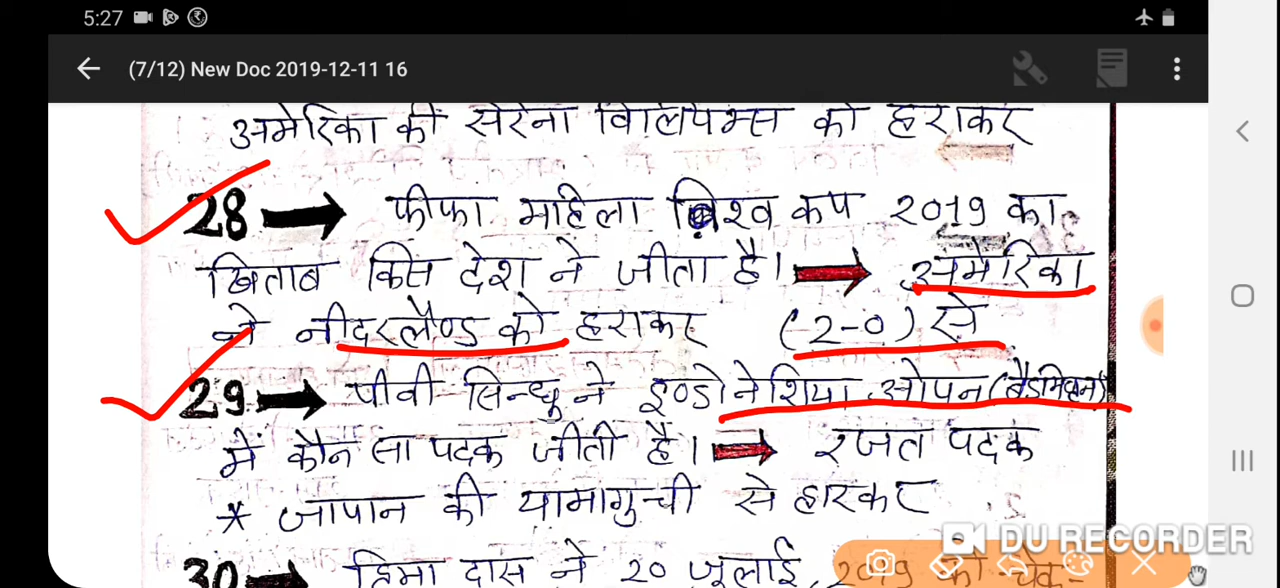 5:27
(7/12) New Doc 2019-12-11 16
अमेरिका की सेरेना विलियम्स को हराकर
28 → फीफा महिला विश्व कप 2019 का
खिताब किस देश ने जीता है। → अमेरिका
ने नीदरलैण्ड को हराकर (2-0) से
29 → पीवी सिन्धु ने इण्डोनेशिया ओपन (बैडमिंटन)
में कौन सा पदक जीती है। → रजत पदक
* जापान की यामागुच्ची से हारकर
30 → हिमा दास ने 20 जुलाई, 2019 को चेक-
DU RECORDER